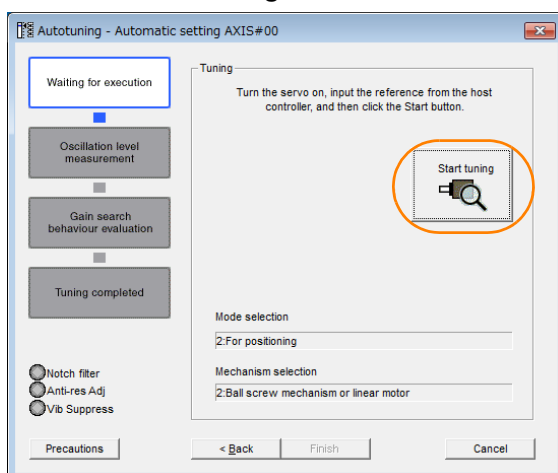 Autotuning - Automatic setting AXIS#00
Waiting for execution
Oscillation level
measurement
Gain search
behaviour evaluation
Tuning completed
Notch filter
Anti-res Adj
Vib Suppress
Tuning
Turn the servo on, input the reference from the host
controller, and then click the Start button.
Start tuning
Mode selection
2:For positioning
Mechanism selection
2:Ball screw mechanism or linear motor
Precautions
< Back
Finish
Cancel